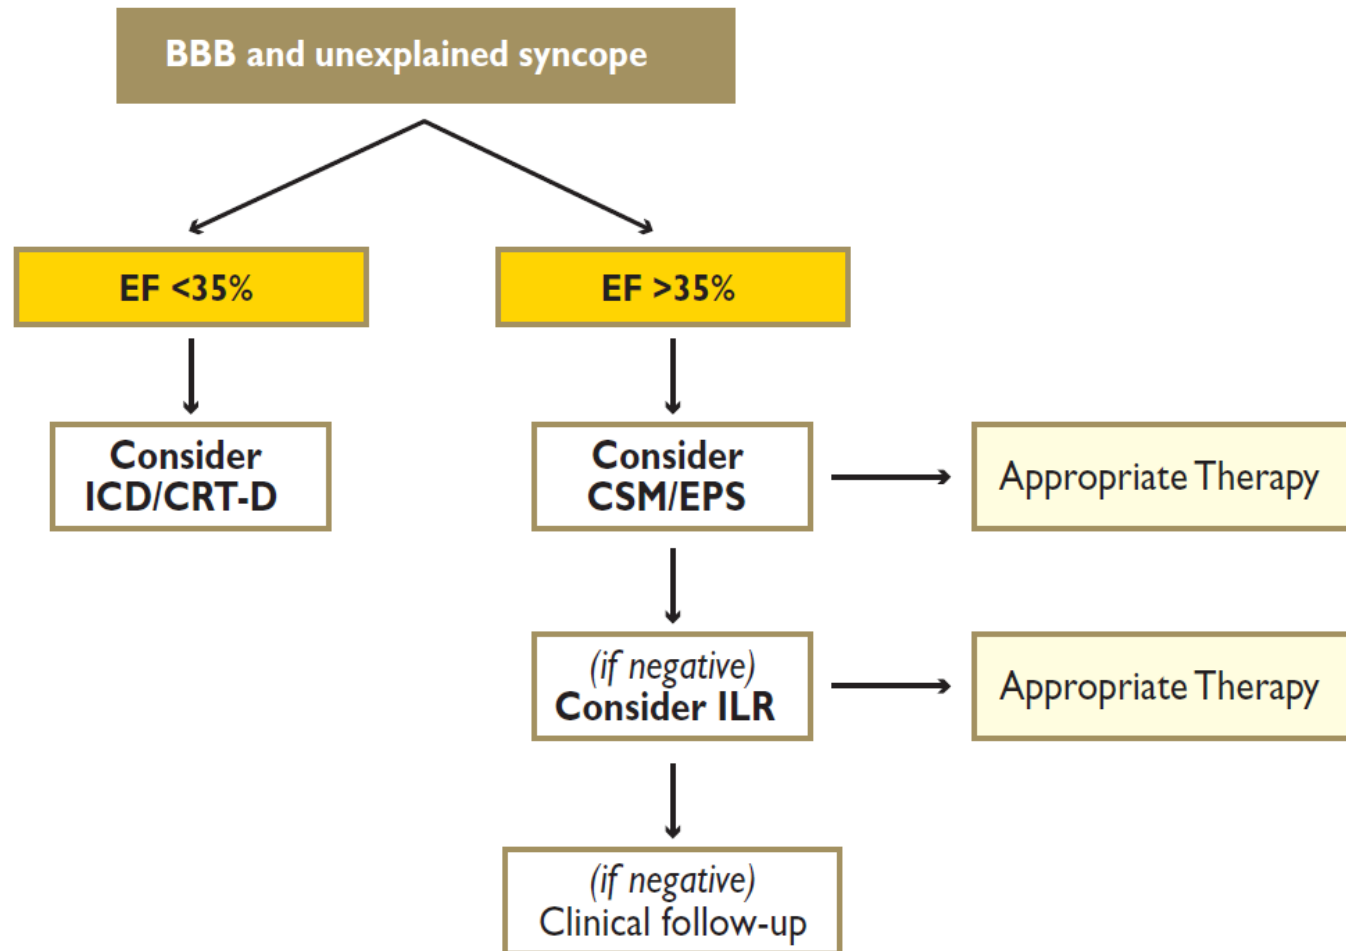 BBB and unexplained syncope
EF <35%
EF >35%
Consider
ICD/CRT-D
Consider
CSM/EPS
Appropriate Therapy
(if negative)
Consider ILR
Appropriate Therapy
(if negative)
Clinical follow-up